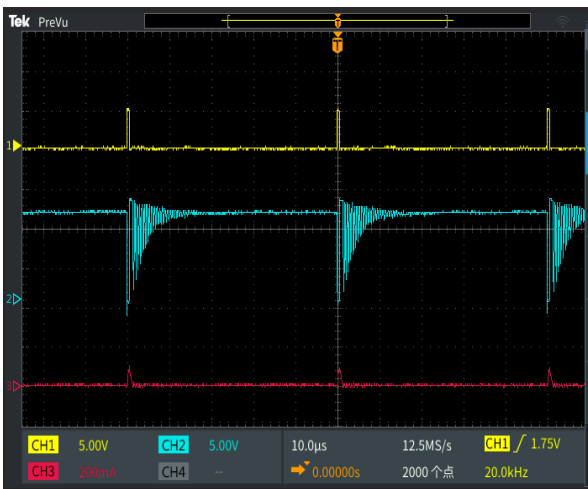 Tek PreVu
T
T
1
2
3
CH1 5.00V CH2 5.00V 10.0µs 12.5MS/s CH1 1.75V
CH3 200mA CH4 -- 0.00000s 2000 个点 20.0kHz